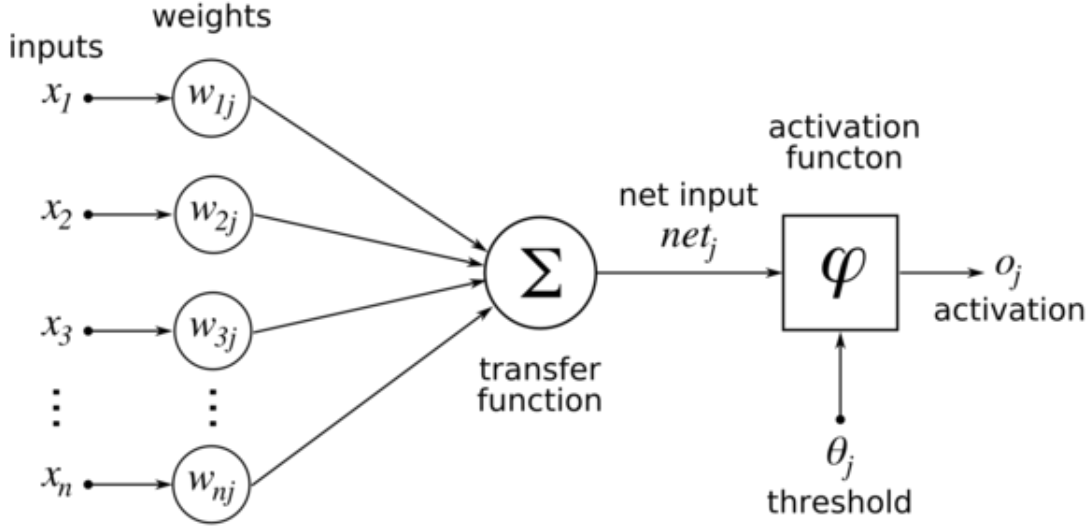 weights
inputs
x1
w1j
x2
w2j
x3
w3j
⋮ ⋮
xn
wnj
Σ
transfer
function
net input
netj
activation
functon
φ
oj
activation
θj
threshold